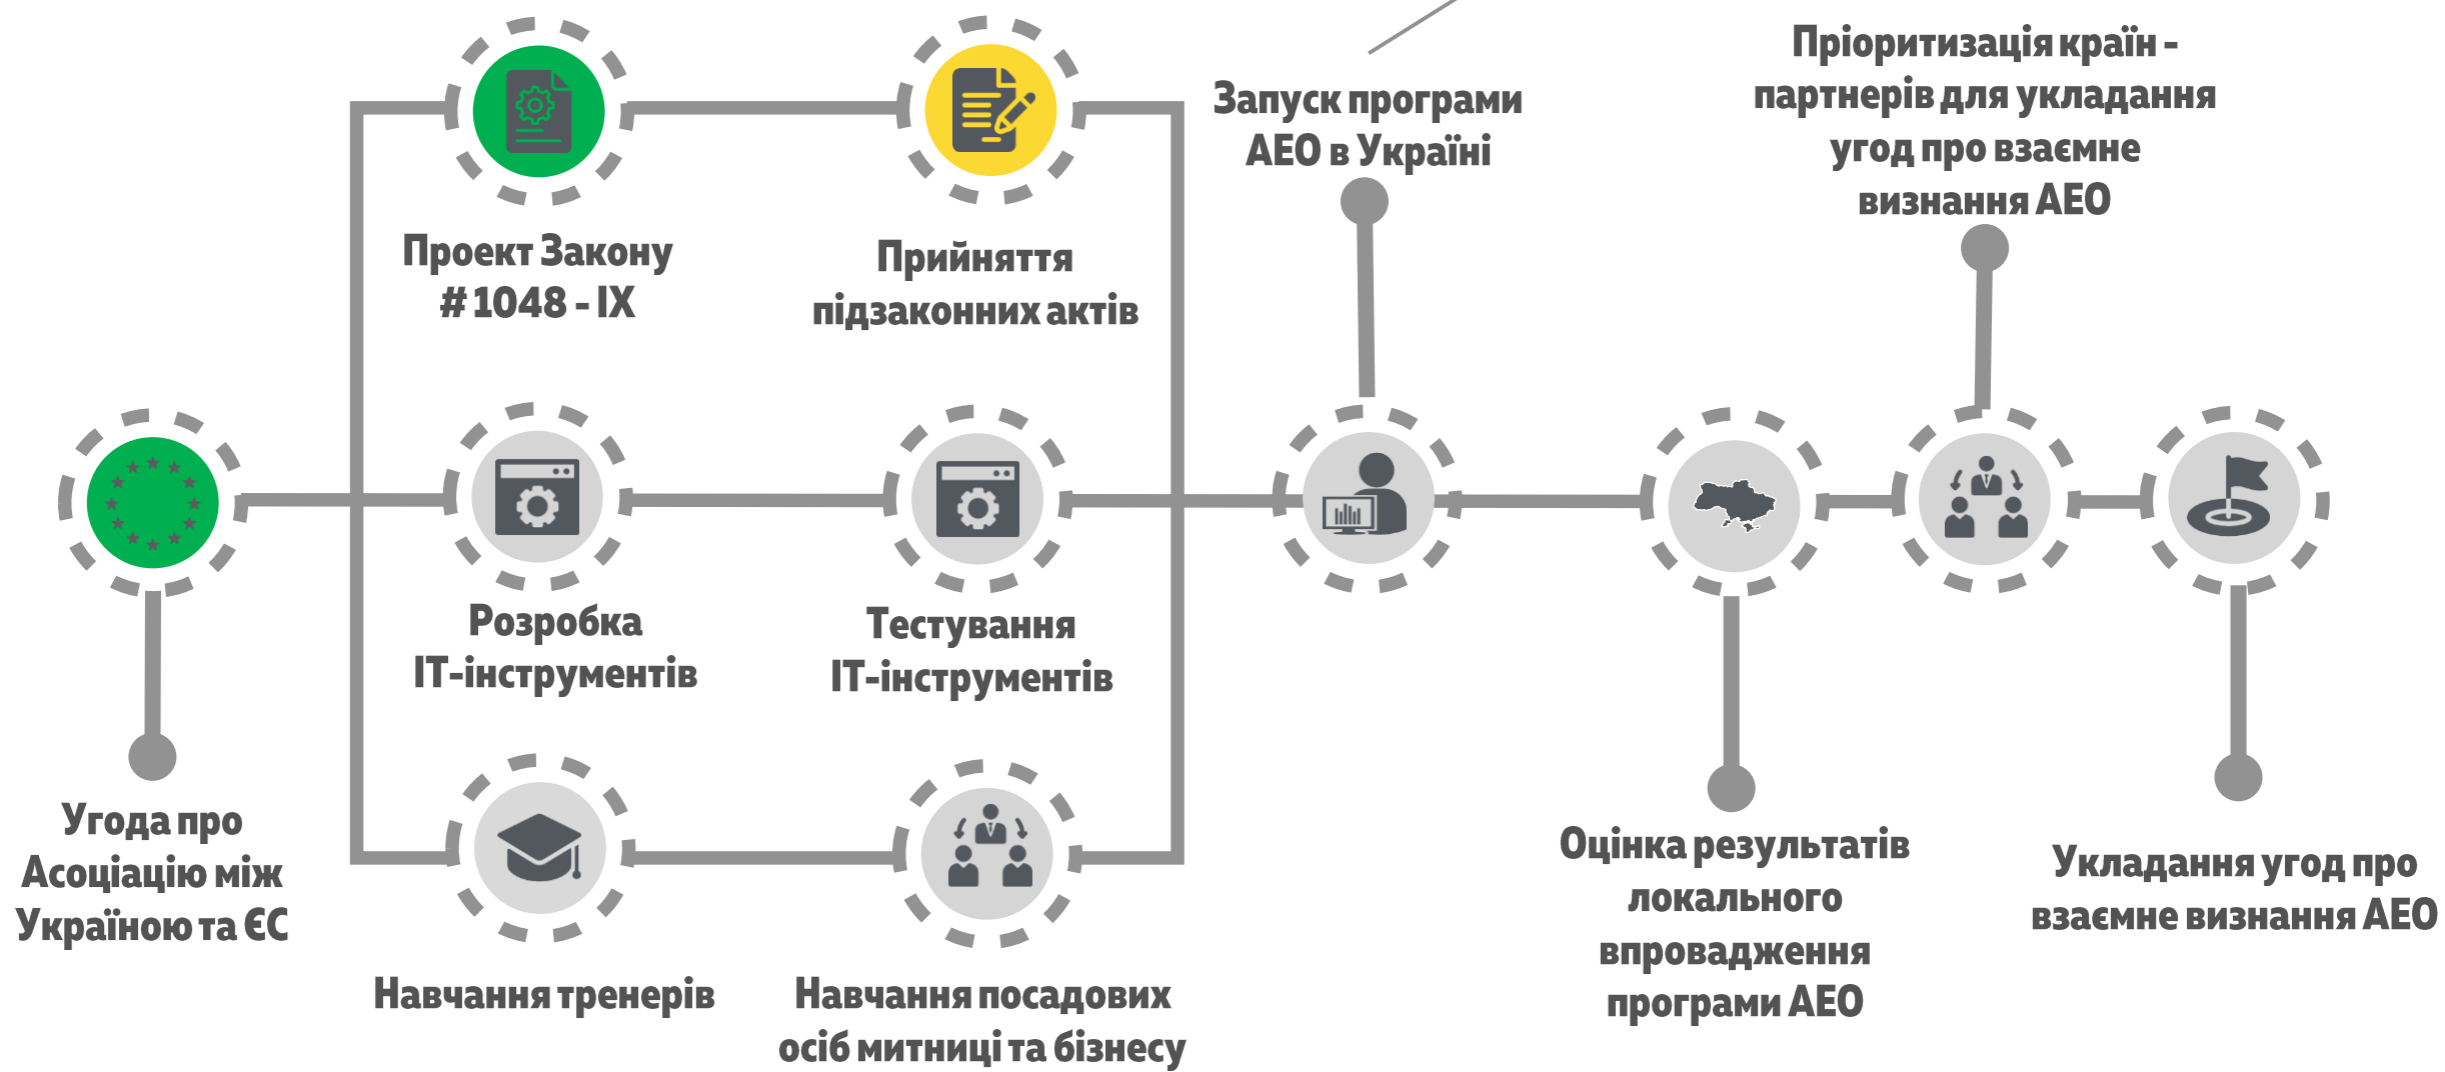 Проект Закону
# 1048 - IX
Прийняття
підзаконних актів
Запуск програми
АЕО в Україні
Пріоритизація країн -
партнерів для укладання
угод про взаємне
визнання АЕО
Розробка
ІТ-інструментів
Тестування
ІТ-інструментів
Угода про
Асоціацію між
Україною та ЄС
Навчання тренерів
Навчання посадових
осіб митниці та бізнесу
Оцінка результатів
локального
впровадження
програми АЕО
Укладання угод про
взаємне визнання АЕО